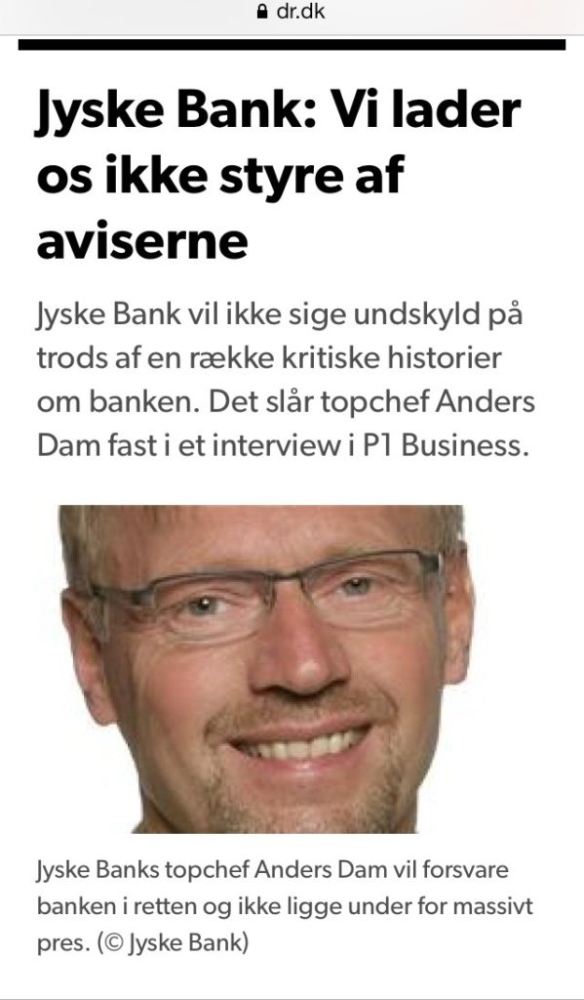 dr.dk
Jyske Bank: Vi lader
os ikke styre af
aviserne
Jyske Bank vil ikke sige undskyld på
trods af en række kritiske historier
om banken. Det slår topchef Anders
Dam fast i et interview i P1 Business.
Jyske Banks topchef Anders Dam vil forsvare
banken i retten og ikke ligge under for massivt
pres. (© Jyske Bank)